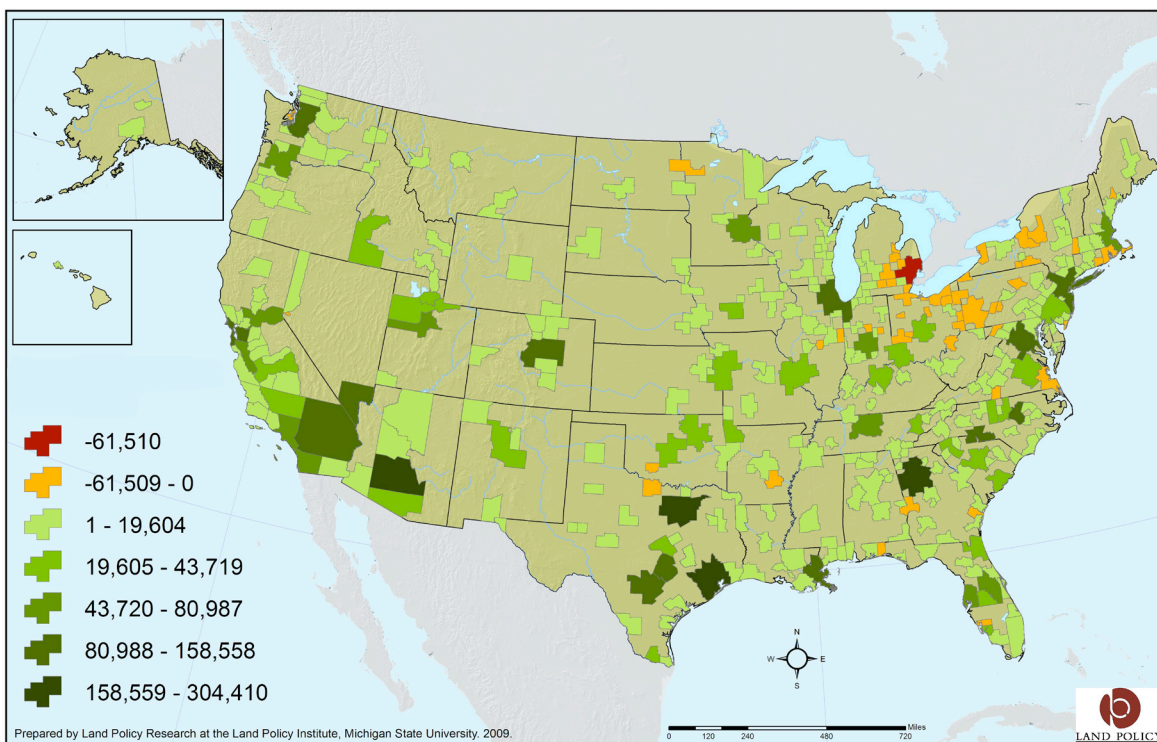 -61,510
-61,509 - 0
1 - 19,604
19,605 - 43,719
43,720 - 80,987
80,988 - 158,558
158,559 - 304,410
Prepared by Land Policy Research at the Land Policy Institute, Michigan State University. 2009.
N
W E
S
Miles
0 120 240 480 720
LAND POLICY